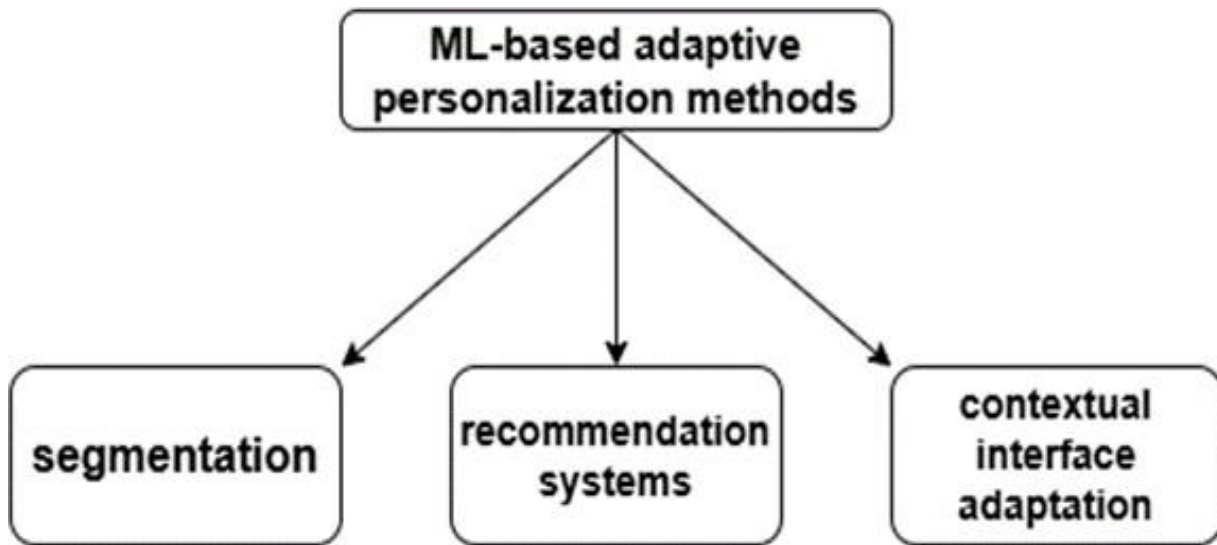 ML-based adaptive
personalization methods
segmentation
recommendation
systems
contextual
interface
adaptation